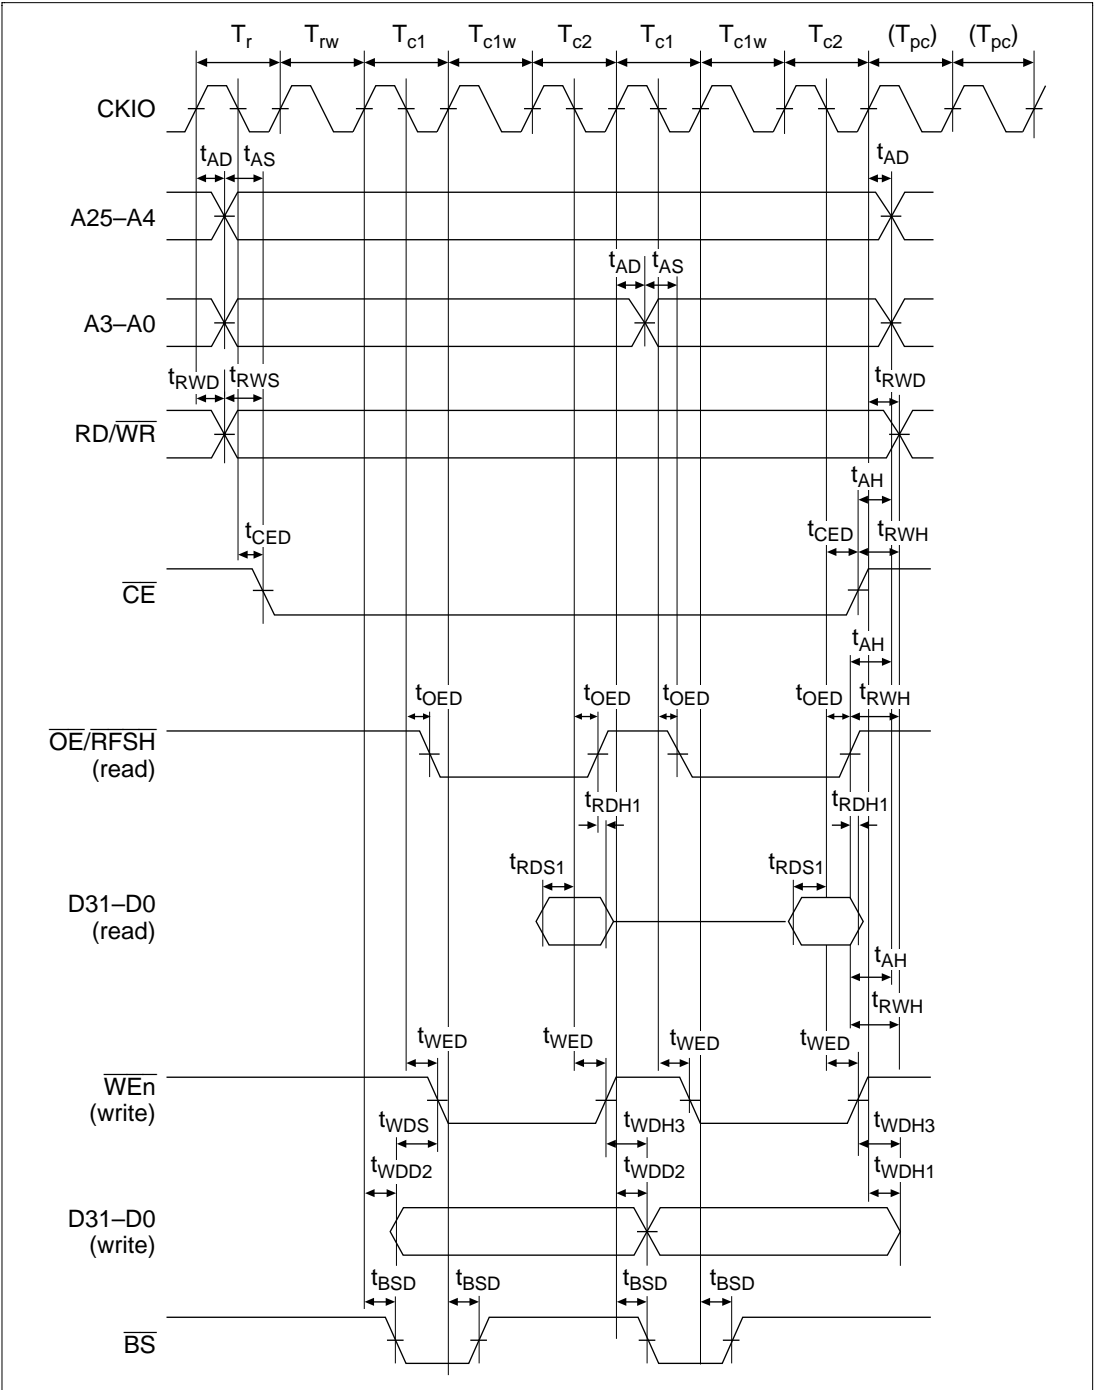 Tr Trw Tc1 Tc1w Tc2 Tc1 Tc1w Tc2 (Tpc) (Tpc)
CKIO
tAD tAS tAD
A25–A4
tAD tAS
A3–A0
tRWD tRWS tRWD
RD/WR
tAH
tCED tCED tRWH
CE
tAH
tOED tOED tOED tOED tRWH
OE/RFSH
(read)
tRDH1 tRDH1
tRDS1 tRDS1
D31–D0
(read)
tAH
tRWH
tWED tWED tWED tWED
WEn
(write)
tWDS tWDH3 tWDH3
tWDD2 tWDD2 tWDH1
D31–D0
(write)
tBSD tBSD tBSD tBSD
BS